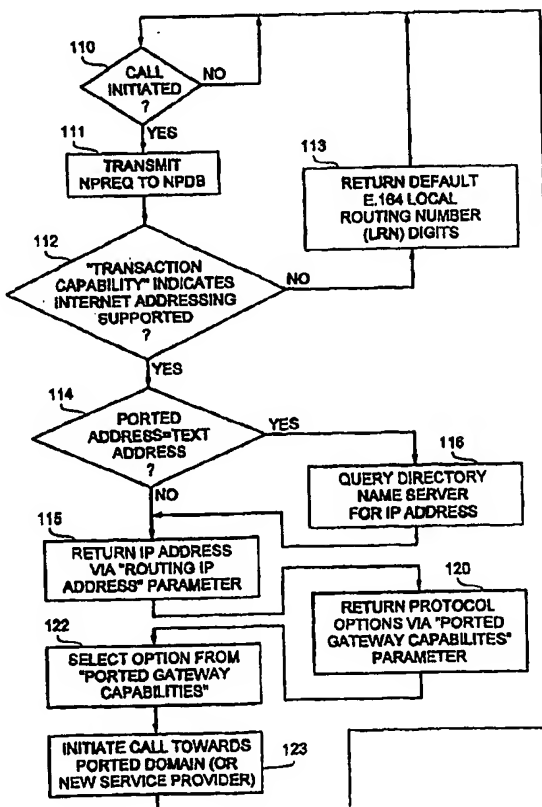 110
CALL
INITIATED
?
NO
YES
111
TRANSMIT
NPREQ TO NPDB
113
RETURN DEFAULT
E.164 LOCAL
ROUTING NUMBER
(LRN) DIGITS
112
"TRANSACTION
CAPABILITY" INDICATES
INTERNET ADDRESSING
SUPPORTED
?
NO
YES
114
PORTED
ADDRESS=TEXT
ADDRESS
?
YES
NO
116
QUERY DIRECTORY
NAME SERVER
FOR IP ADDRESS
115
RETURN IP ADDRESS
VIA "ROUTING IP
ADDRESS" PARAMETER
120
RETURN PROTOCOL
OPTIONS VIA "PORTED
GATEWAY CAPABILITES"
PARAMETER
122
SELECT OPTION FROM
"PORTED GATEWAY
CAPABILITIES"
INITIATE CALL TOWARDS
PORTED DOMAIN (OR
NEW SERVICE PROVIDER)
123